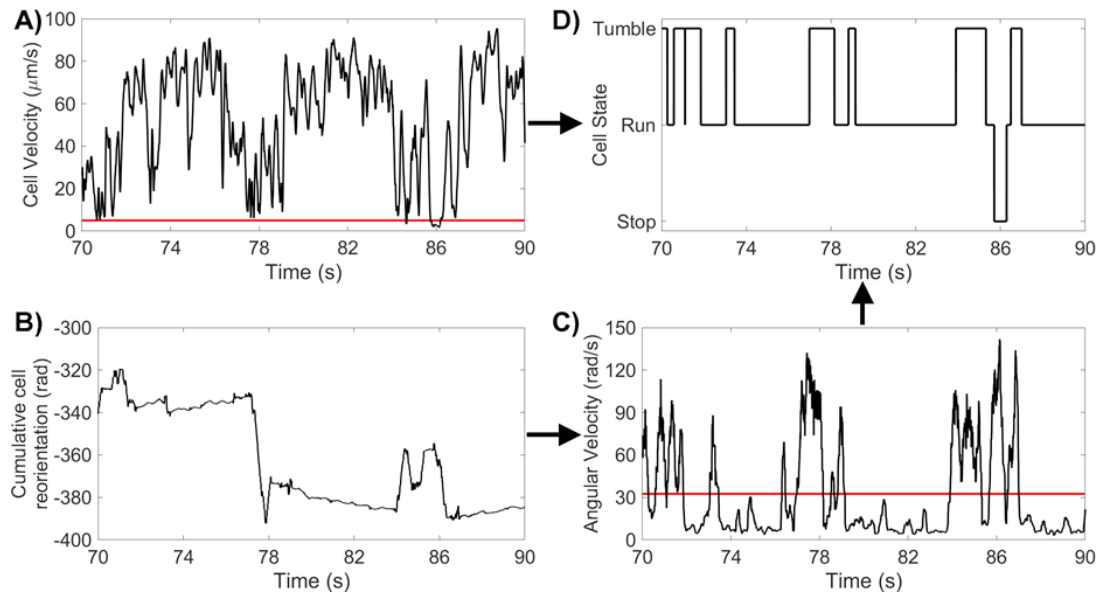 A)
Cell Velocity (μm/s)
100
80
60
40
20
0
70 74 78 82 86 90
Time (s)
D)
Cell State
Tumble
Run
Stop
70 74 78 82 86 90
Time (s)
B)
Cumulative cell
reorientation (rad)
-300
-320
-340
-360
-380
-400
70 74 78 82 86 90
Time (s)
C)
Angular Velocity (rad/s)
150
120
90
60
30
0
70 74 78 82 86 90
Time (s)